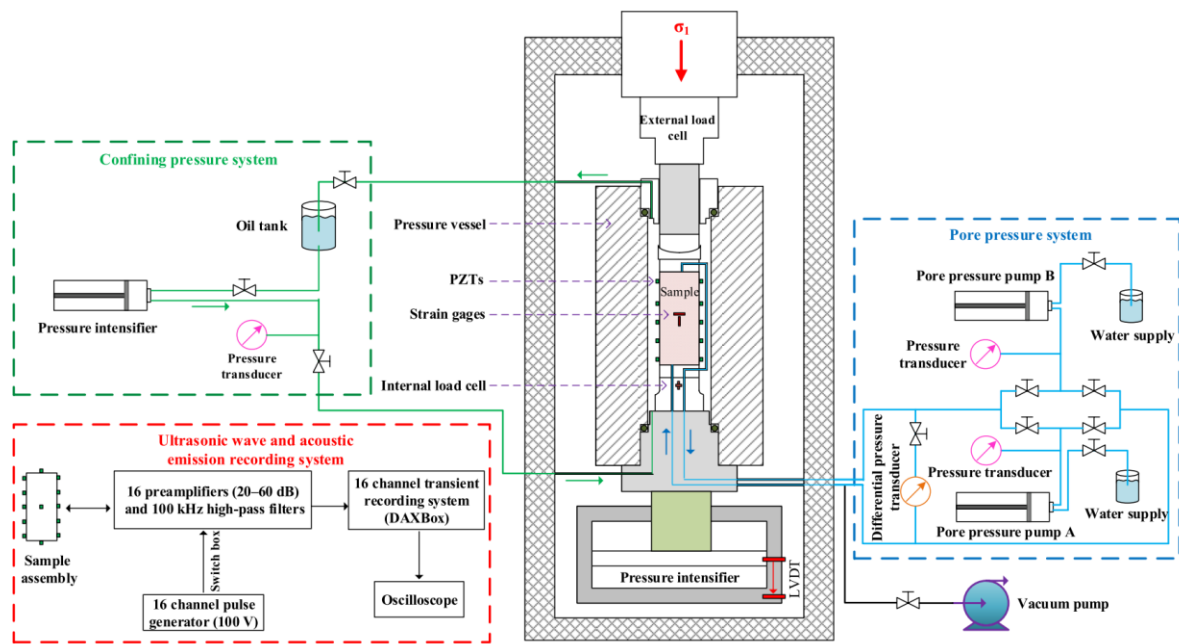 σ1
External load
cell
Confining pressure system
Oil tank
Pressure intensifier
Pressure
transducer
Pressure vessel
PZTs
Sample
Strain gages
Internal load cell
Pore pressure system
Pore pressure pump B
Water supply
Pressure
transducer
Differential pressure
transducer
Pressure transducer
Pore pressure pump A
Water supply
Ultrasonic wave and acoustic
emission recording system
16 preamplifiers (20–60 dB)
and 100 kHz high-pass filters
16 channel transient
recording system
(DAXBox)
Sample
assembly
Switch box
16 channel pulse
generator (100 V)
Oscilloscope
Pressure intensifier
LVDT
Vacuum pump